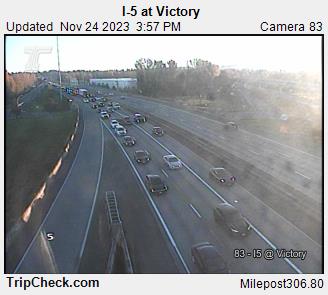 I-5 at Victory
Updated Nov 24 2023 3:57 PM Camera 83
5
83 - I5 @ Victory
TripCheck.com Milepost306.80